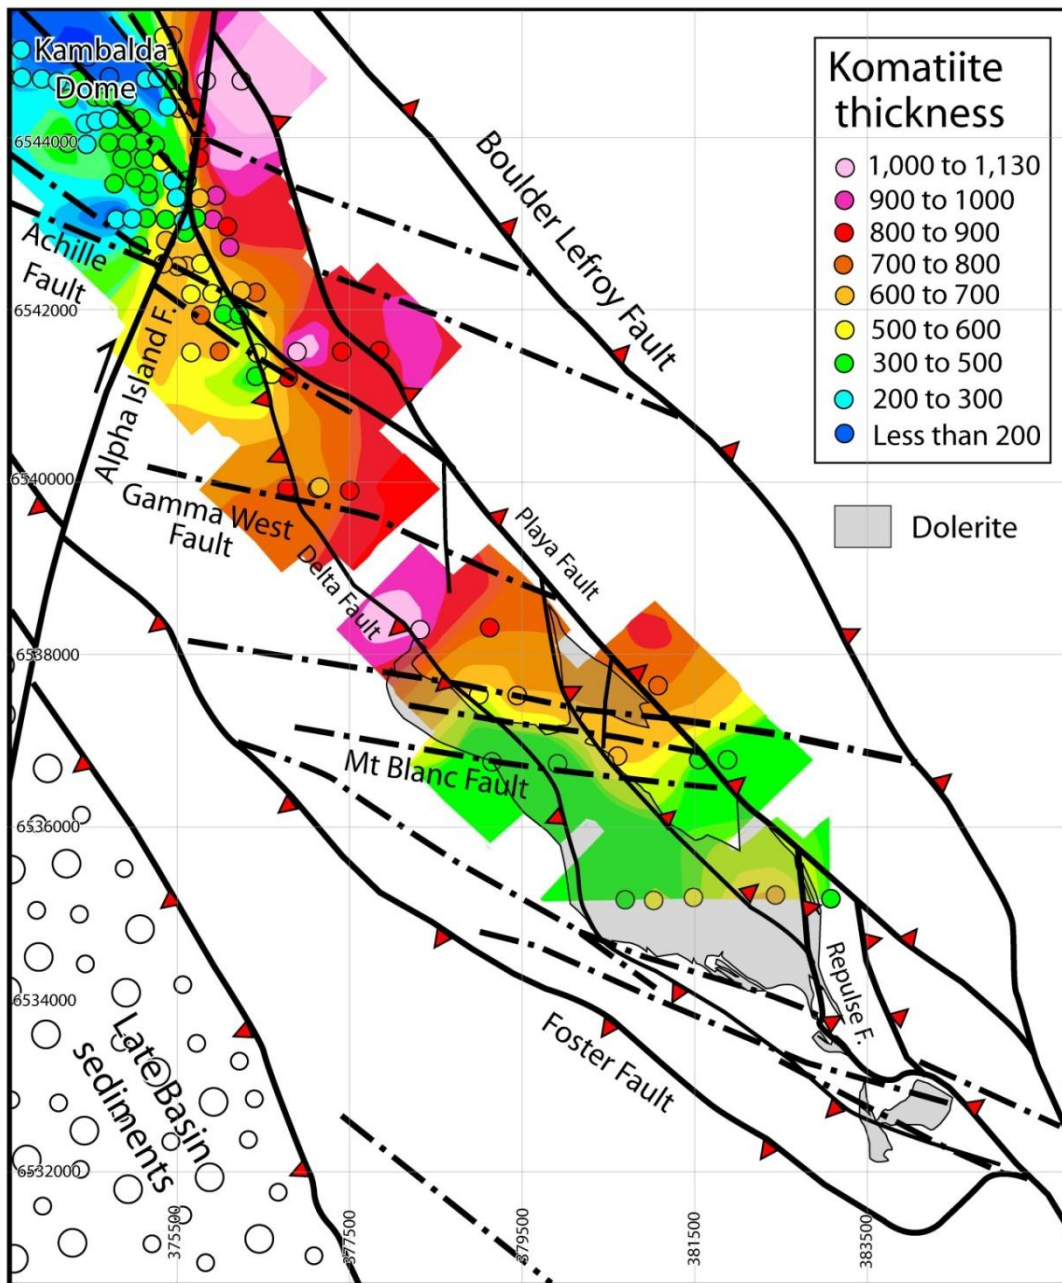 Kambalda
Dome
Komatiite
thickness
1,000 to 1,130
900 to 1000
800 to 900
700 to 800
600 to 700
500 to 600
300 to 500
200 to 300
Less than 200
Dolerite
6544000
Boulder Lefroy Fault
Achille
Fault
6542000
Alpha Island F.
6540000
Gamma West
Fault
Playa Fault
Delta Fault
6538000
Mt Blanc Fault
6536000
Repulse F.
6534000
Foster Fault
Late Basin
sediments
6532000
375500
377500
379500
381500
383500